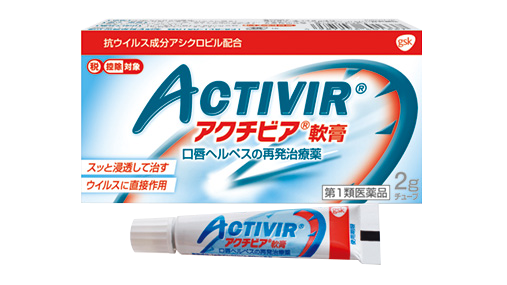 抗ウイルス成分アシクロビル配合
gsk
税 控除 対象
ACTIVIR®
アクチビア®軟膏
口唇ヘルペスの再発治療薬
スッと浸透して治す
ウイルスに直接作用
第1類医薬品
2g
チューブ
ACTIVIR®
アクチビア®軟膏
口唇ヘルペスの再発治療薬